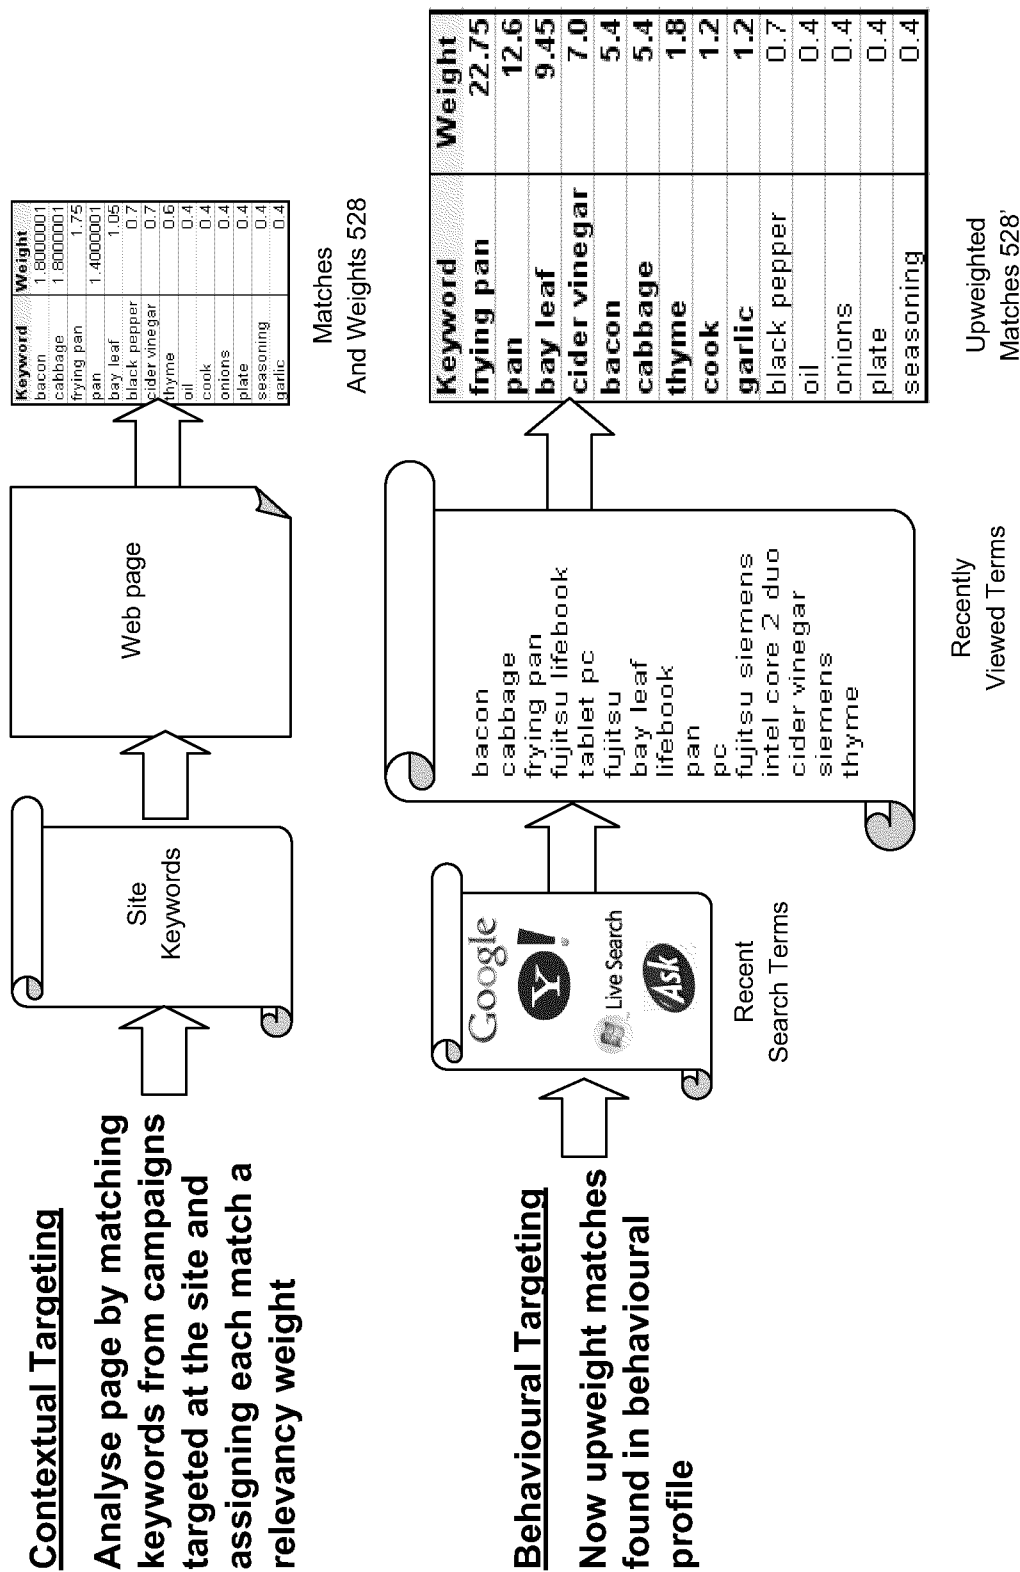 Contextual Targeting
Analyse page by matching
keywords from campaigns
targeted at the site and
assigning each match a
relevancy weight
Site
Keywords
Web page
Keyword Weight
bacon 1.8000001
cabbage 1.8000001
frying pan 1.75
pan 1.4000001
bay leaf 1.05
black pepper 0.7
cider vinegar 0.7
thyme 0.6
oil 0.4
cook 0.4
onions 0.4
plate 0.4
seasoning 0.4
garlic 0.4
Matches
And Weights 528
Behavioural Targeting
Now upweight matches
found in behavioural
profile
Google
Y!
Live Search
Ask
Recent
Search Terms
bacon
cabbage
frying pan
fujitsu lifebook
tablet pc
fujitsu
bay leaf
lifebook
pan
pc
fujitsu siemens
intel core 2 duo
cider vinegar
siemens
thyme
Recently
Viewed Terms
Keyword Weight
frying pan 22.75
pan 12.6
bay leaf 9.45
cider vinegar 7.0
bacon 5.4
cabbage 5.4
thyme 1.8
cook 1.2
garlic 1.2
black pepper 0.7
oil 0.4
onions 0.4
plate 0.4
seasoning 0.4
Upweighted
Matches 528'